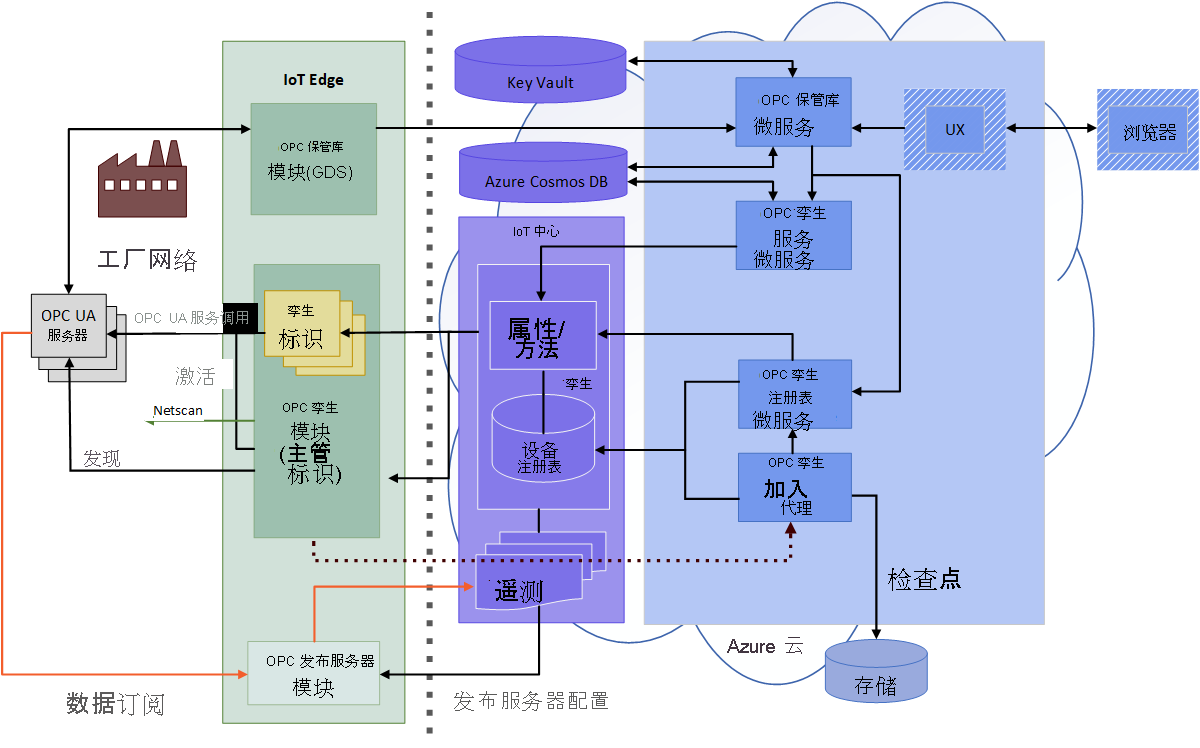 IoT Edge
OPC 保管库
模块(GDS)
工厂网络
OPC UA
服务器
OPC UA 服务调用
激活
Netscan
发现
孪生
标识
OPC 孪生
模块
(主管
标识)
OPC 发布服务器
模块
数据订阅
发布服务器配置
Key Vault
Azure Cosmos DB
IoT 中心
属性/
方法
孪生
设备
注册表
遥测
OPC 保管库
微服务
OPC 孪生
服务
微服务
OPC 孪生
注册表
微服务
OPC 孪生
加入
代理
UX
浏览器
检查点
Azure 云
存储